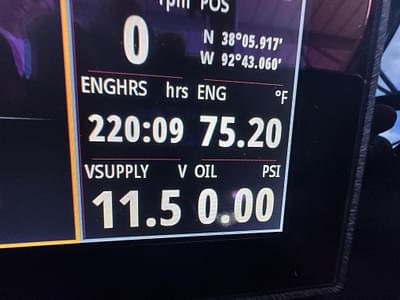 rpm POS
0 N 38°05.917'
W 92°43.060'
ENGHRS hrs ENG °F
220:09 75.20
VSUPPLY V OIL PSI
11.5 0.00